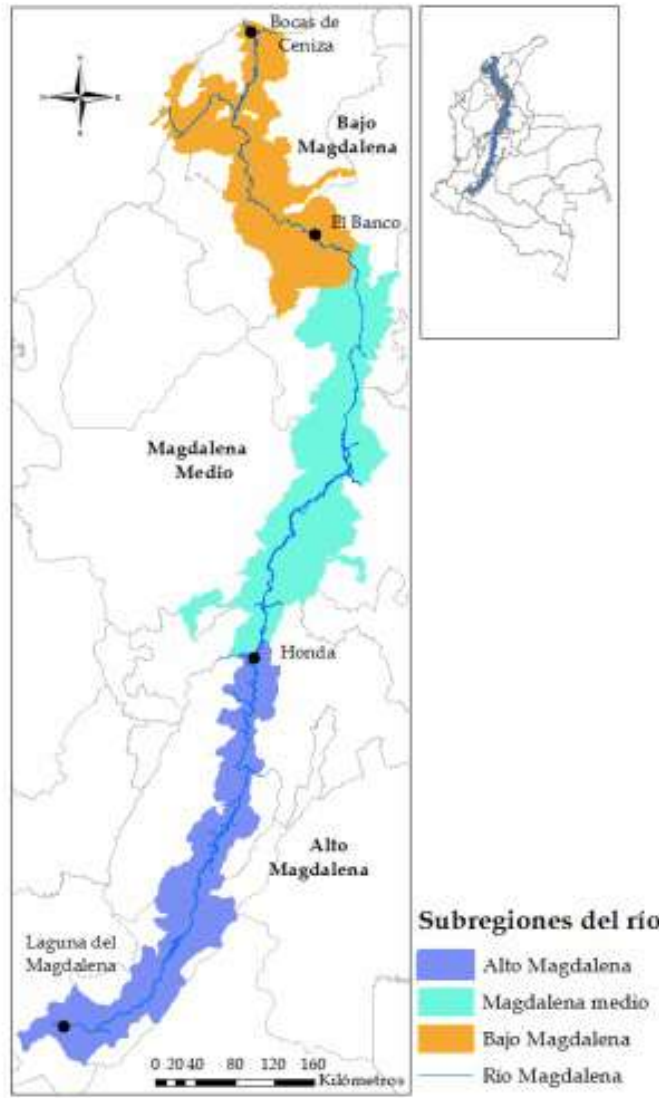 Bocas de
Ceniza
Bajo
Magdalena
El Banco
Magdalena
Medio
Honda
Alto
Magdalena
Laguna del
Magdalena
0 20 40 80 120 160
Kilómetros
Subregiones del río
Alto Magdalena
Magdalena medio
Bajo Magdalena
Río Magdalena